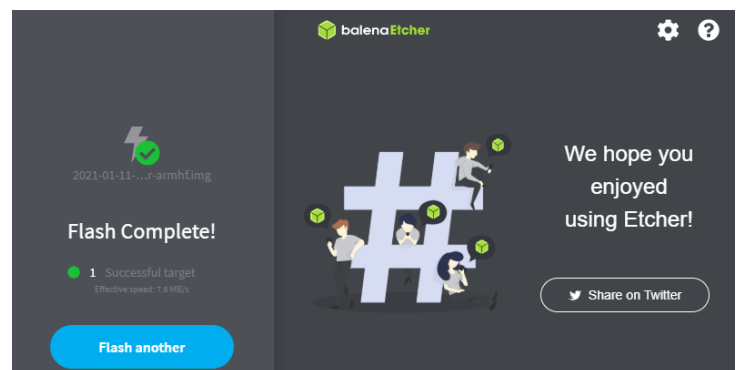 balenaEtcher
2021-01-11-...r-armhf.img
Flash Complete!
1 Successful target
Effective speed: 7.6 MB/s
Flash another
We hope you
enjoyed
using Etcher!
Share on Twitter